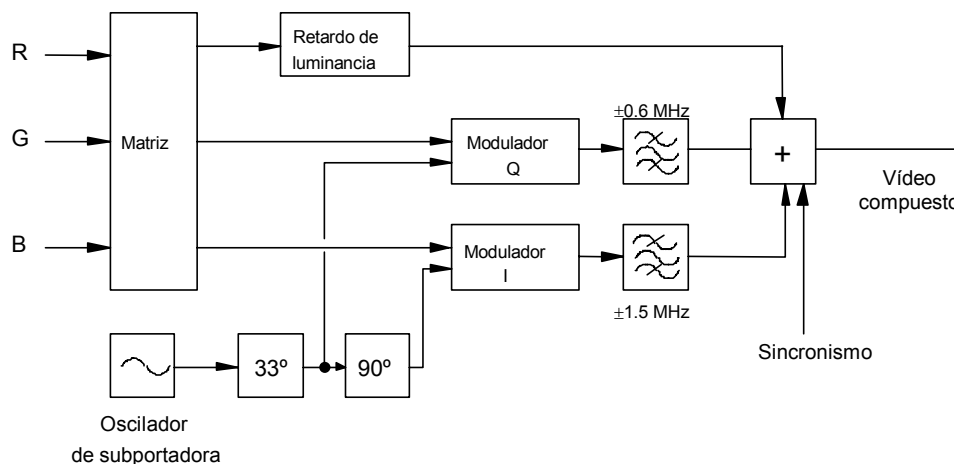 R
Retardo de
luminancia
±0.6 MHz
G
Matriz
Modulador
Q
+
Vídeo
compuesto
B
Modulador
I
±1.5 MHz
Sincronismo
33º
90º
Oscilador
de subportadora